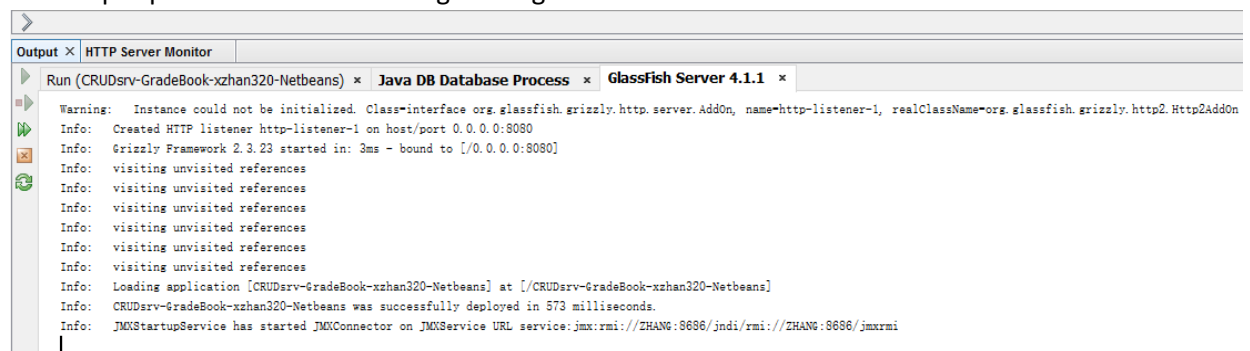 Output × HTTP Server Monitor
Run (CRUDsrv-GradeBook-xzhan320-Netbeans) × Java DB Database Process × GlassFish Server 4.1.1 ×
Warning: Instance could not be initialized. Class=interface org.glassfish.grizzly.http.server.AddOn, name=http-listener-1, realClassName=org.glassfish.grizzly.http2.Http2AddOn
Info: Created HTTP listener http-listener-1 on host/port 0.0.0.0:8080
Info: Grizzly Framework 2.3.23 started in: 3ms - bound to [/0.0.0.0:8080]
Info: visiting unvisited references
Info: visiting unvisited references
Info: visiting unvisited references
Info: visiting unvisited references
Info: visiting unvisited references
Info: visiting unvisited references
Info: Loading application [CRUDsrv-GradeBook-xzhan320-Netbeans] at [/CRUDsrv-GradeBook-xzhan320-Netbeans]
Info: CRUDsrv-GradeBook-xzhan320-Netbeans was successfully deployed in 573 milliseconds.
Info: JMXStartupService has started JMXConnector on JMXService URL service:jmx:rmi://ZHANG:8686/jndi/rmi://ZHANG:8686/jmxrmi